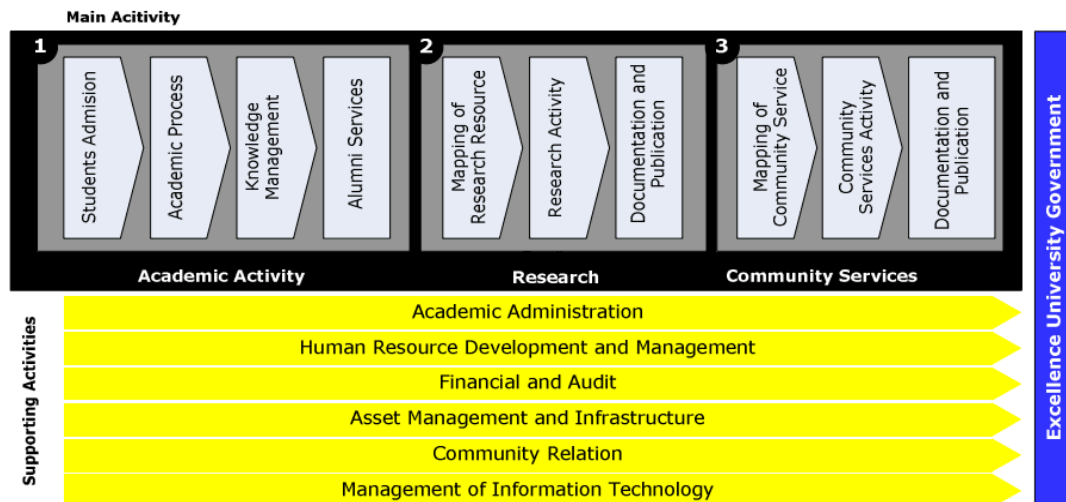 Main Acitivity
1
Students Admision
Academic Process
Knowledge
Management
Alumni Services
Academic Activity
2
Mapping of
Research Resource
Research Activity
Documentation and
Publication
Research
3
Mapping of
Community Service
Community
Services Activity
Documentation and
Publication
Community Services
Supporting Activities
Academic Administration
Human Resource Development and Management
Financial and Audit
Asset Management and Infrastructure
Community Relation
Management of Information Technology
Excellence University Government